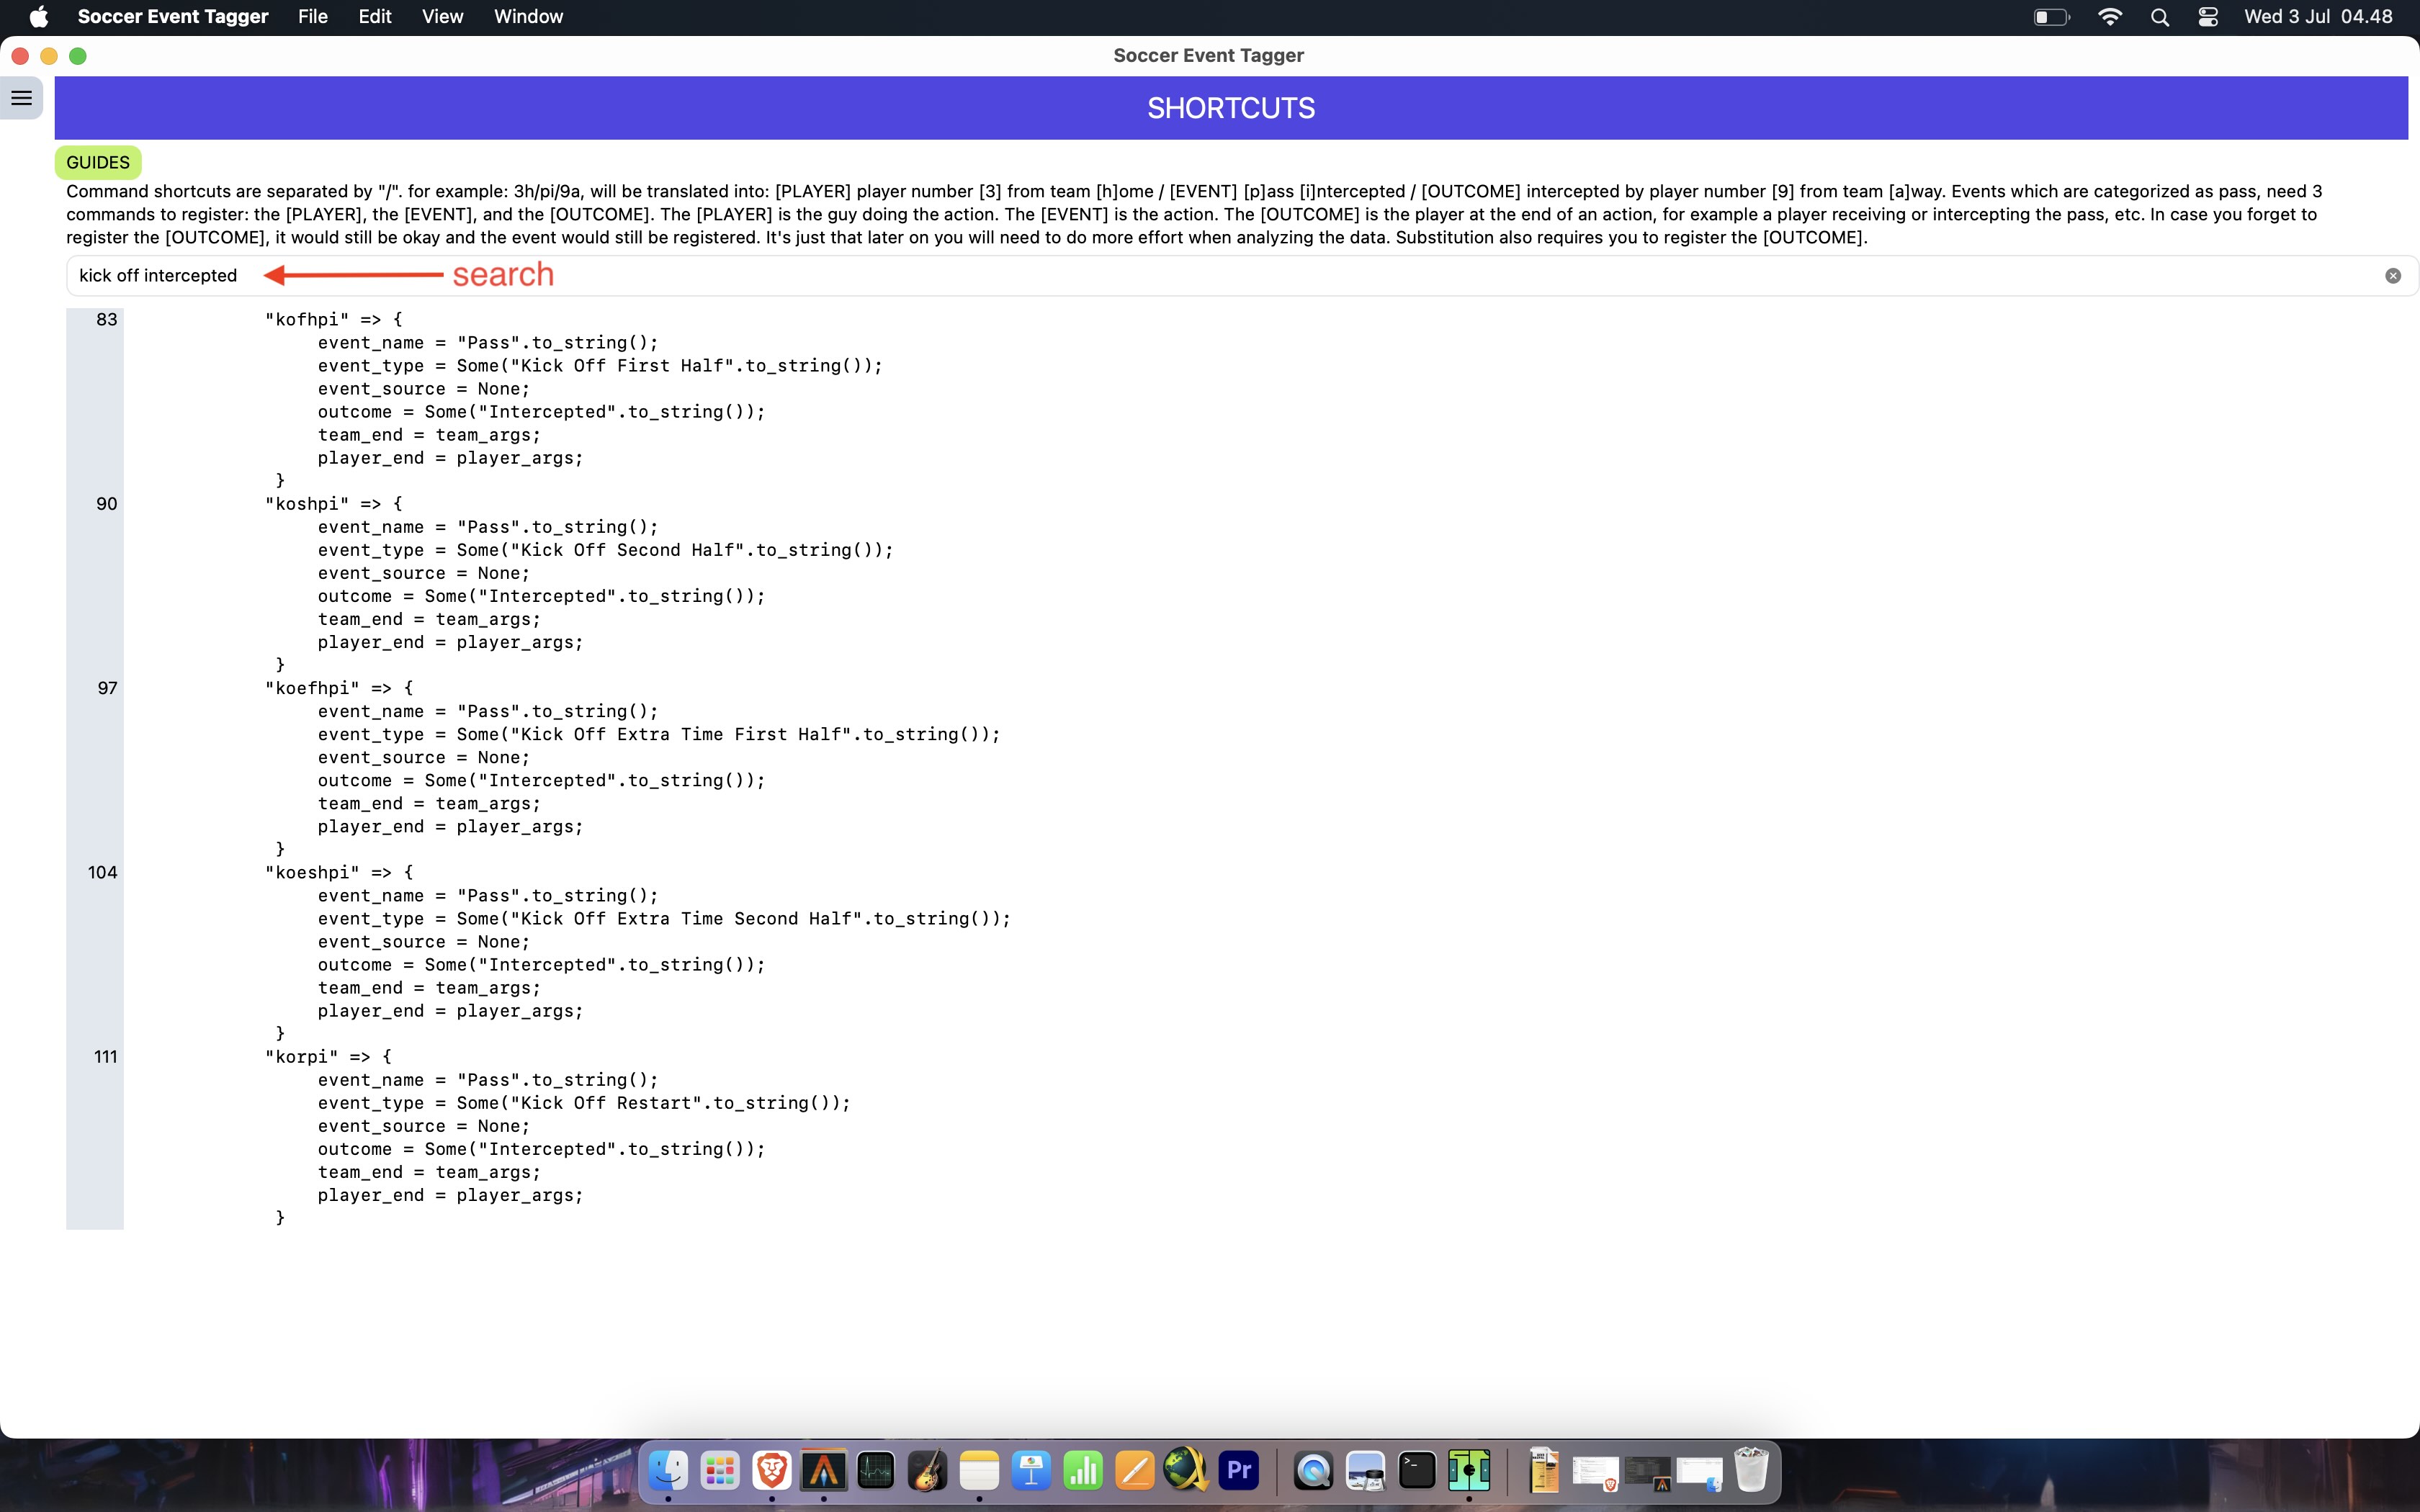 Soccer Event Tagger File Edit View Window Wed 3 Jul 04.48
Soccer Event Tagger
SHORTCUTS
GUIDES
Command shortcuts are separated by "/". for example: 3h/pi/9a, will be translated into: [PLAYER] player number [3] from team [h]ome / [EVENT] [p]ass [i]ntercepted / [OUTCOME] intercepted by player number [9] from team [a]way. Events which are categorized as pass, need 3
commands to register: the [PLAYER], the [EVENT], and the [OUTCOME]. The [PLAYER] is the guy doing the action. The [EVENT] is the action. The [OUTCOME] is the player at the end of an action, for example a player receiving or intercepting the pass, etc. In case you forget to
register the [OUTCOME], it would still be okay and the event would still be registered. It's just that later on you will need to do more effort when analyzing the data. Substitution also requires you to register the [OUTCOME].
kick off intercepted search
83 "kofhpi" => {
event_name = "Pass".to_string();
event_type = Some("Kick Off First Half".to_string());
event_source = None;
outcome = Some("Intercepted".to_string());
team_end = team_args;
player_end = player_args;
}
90 "koshpi" => {
event_name = "Pass".to_string();
event_type = Some("Kick Off Second Half".to_string());
event_source = None;
outcome = Some("Intercepted".to_string());
team_end = team_args;
player_end = player_args;
}
97 "koefhpi" => {
event_name = "Pass".to_string();
event_type = Some("Kick Off Extra Time First Half".to_string());
event_source = None;
outcome = Some("Intercepted".to_string());
team_end = team_args;
player_end = player_args;
}
104 "koeshpi" => {
event_name = "Pass".to_string();
event_type = Some("Kick Off Extra Time Second Half".to_string());
event_source = None;
outcome = Some("Intercepted".to_string());
team_end = team_args;
player_end = player_args;
}
111 "korpi" => {
event_name = "Pass".to_string();
event_type = Some("Kick Off Restart".to_string());
event_source = None;
outcome = Some("Intercepted".to_string());
team_end = team_args;
player_end = player_args;
}
Pr